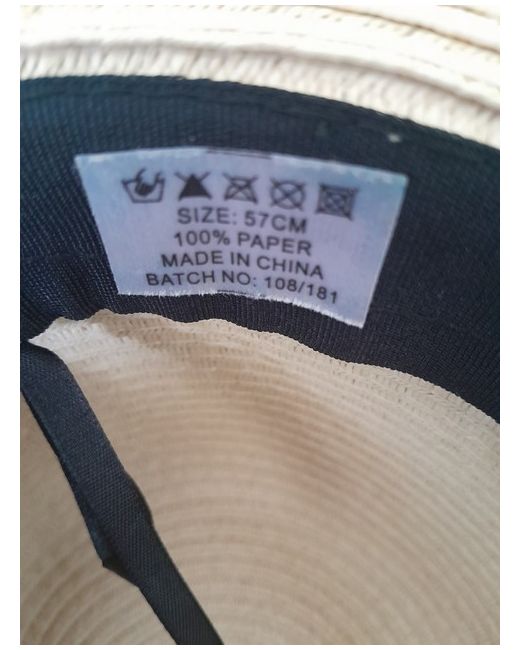 SIZE: 57CM
100% PAPER
MADE IN CHINA
BATCH NO: 108/181